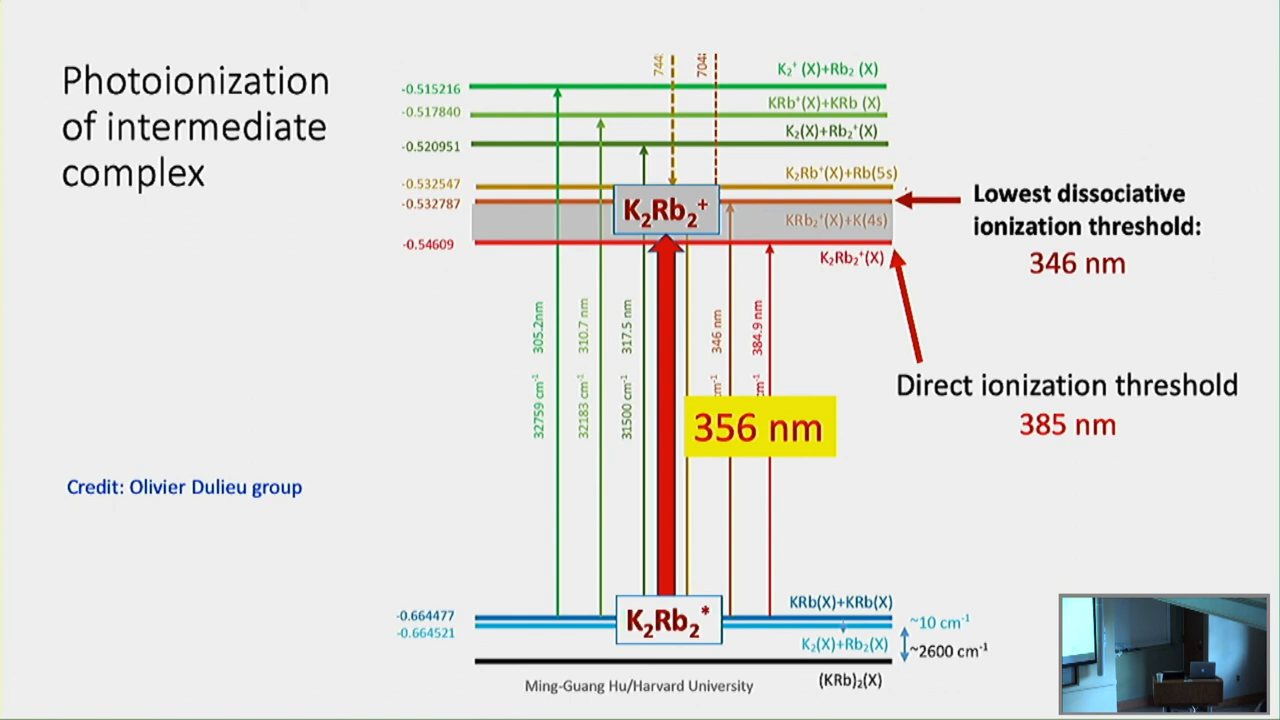 Photoionization
of intermediate
complex
Credit: Olivier Dulieu group
744
704
-0.515216
K₂⁺(X)+Rb₂ (X)
-0.517840
KRb⁺(X)+KRb (X)
-0.520951
K₂(X)+Rb₂⁺(X)
-0.532547
K₂Rb⁺(X)+Rb(5s)
-0.532787
KRb₂⁺(X)+K(4s)
K₂Rb₂⁺
-0.54609
K₂Rb₂⁺(X)
Lowest dissociative
ionization threshold:
346 nm
Direct ionization threshold
385 nm
32759 cm⁻¹ 305.2nm
32183 cm⁻¹ 310.7 nm
31500 cm⁻¹ 317.5 nm
cm⁻¹ 346 nm
cm⁻¹ 384.9 nm
356 nm
-0.664477
KRb(X)+KRb(X)
-0.664521
K₂(X)+Rb₂(X)
K₂Rb₂*
~10 cm⁻¹
~2600 cm⁻¹
(KRb)₂(X)
Ming-Guang Hu/Harvard University